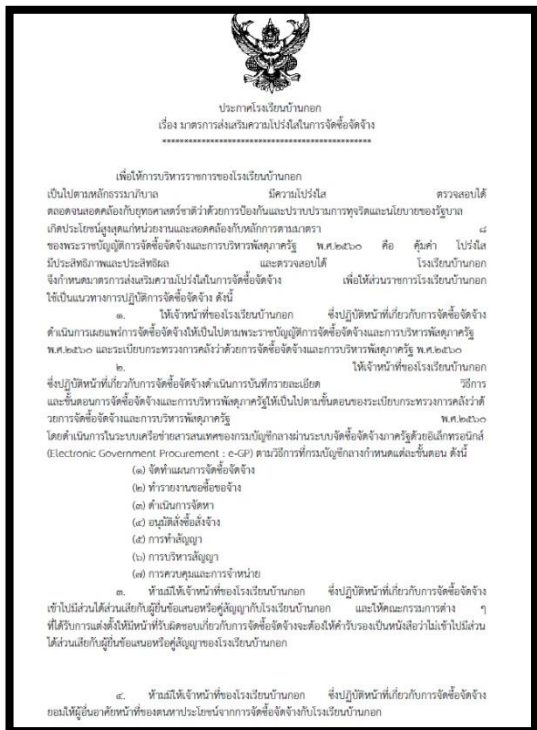 ประกาศโรงเรียนบ้านกอก
เรื่อง มาตรการส่งเสริมความโปร่งใสในการจัดซื้อจัดจ้าง
************************************************
เพื่อให้การบริหารราชการของโรงเรียนบ้านกอก
เป็นไปตามหลักธรรมาภิบาล มีความโปร่งใส ตรวจสอบได้
ตลอดจนสอดคล้องกับยุทธศาสตร์ชาติว่าด้วยการป้องกันและปราบปรามการทุจริตและนโยบายของรัฐบาล
เกิดประโยชน์สูงสุดแก่หน่วยงานและสอดคล้องกับหลักการตามมาตรา ๘
ของพระราชบัญญัติการจัดซื้อจัดจ้างและการบริหารพัสดุภาครัฐ พ.ศ.๒๕๖๐ คือ คุ้มค่า โปร่งใส
มีประสิทธิภาพและประสิทธิผล และตรวจสอบได้ โรงเรียนบ้านกอก
จึงกำหนดมาตรการส่งเสริมความโปร่งใสในการจัดซื้อจัดจ้าง เพื่อให้ส่วนราชการโรงเรียนบ้านกอก
ใช้เป็นแนวทางการปฏิบัติการจัดซื้อจัดจ้าง ดังนี้
๑. ให้เจ้าหน้าที่ของโรงเรียนบ้านกอก ซึ่งปฏิบัติหน้าที่เกี่ยวกับการจัดซื้อจัดจ้าง
ดำเนินการเผยแพร่การจัดซื้อจัดจ้างให้เป็นไปตามพระราชบัญญัติการจัดซื้อจัดจ้างและการบริหารพัสดุภาครัฐ
พ.ศ.๒๕๖๐ และระเบียบกระทรวงการคลังว่าด้วยการจัดซื้อจัดจ้างและการบริหารพัสดุภาครัฐ พ.ศ.๒๕๖๐
๒. ให้เจ้าหน้าที่ของโรงเรียนบ้านกอก
ซึ่งปฏิบัติหน้าที่เกี่ยวกับการจัดซื้อจัดจ้างดำเนินการบันทึกรายละเอียด วิธีการ
และขั้นตอนการจัดซื้อจัดจ้างและการบริหารพัสดุภาครัฐให้เป็นไปตามขั้นตอนของระเบียบกระทรวงการคลังว่าด้
วยการจัดซื้อจัดจ้างและการบริหารพัสดุภาครัฐ พ.ศ.๒๕๖๐
โดยดำเนินการในระบบเครือข่ายสารสนเทศของกรมบัญชีกลางผ่านระบบจัดซื้อจัดจ้างภาครัฐด้วยอิเล็กทรอนิกส์
(Electronic Government Procurement : e-GP) ตามวิธีการที่กรมบัญชีกลางกำหนดแต่ละขั้นตอน ดังนี้
(๑) จัดทำแผนการจัดซื้อจัดจ้าง
(๒) ทำรายงานขอซื้อขอจ้าง
(๓) ดำเนินการจัดหา
(๔) อนุมัติสั่งซื้อสั่งจ้าง
(๕) การทำสัญญา
(๖) การบริหารสัญญา
(๗) การควบคุมและการจำหน่าย
๓. ห้ามมิให้เจ้าหน้าที่ของโรงเรียนบ้านกอก ซึ่งปฏิบัติหน้าที่เกี่ยวกับการจัดซื้อจัดจ้าง
เข้าไปมีส่วนได้ส่วนเสียกับผู้ยื่นข้อเสนอหรือคู่สัญญากับโรงเรียนบ้านกอก และให้คณะกรรมการต่าง ๆ
ที่ได้รับการแต่งตั้งให้มีหน้าที่รับผิดชอบเกี่ยวกับการจัดซื้อจัดจ้างจะต้องให้คำรับรองเป็นหนังสือว่าไม่เข้าไปมีส่วน
ได้ส่วนเสียกับผู้ยื่นข้อเสนอหรือคู่สัญญาของโรงเรียนบ้านกอก
๔. ห้ามมิให้เจ้าหน้าที่ของโรงเรียนบ้านกอก ซึ่งปฏิบัติหน้าที่เกี่ยวกับการจัดซื้อจัดจ้าง
ยอมให้ผู้อื่นอาศัยหน้าที่ของตนหาประโยชน์จากการจัดซื้อจัดจ้างกับโรงเรียนบ้านกอก